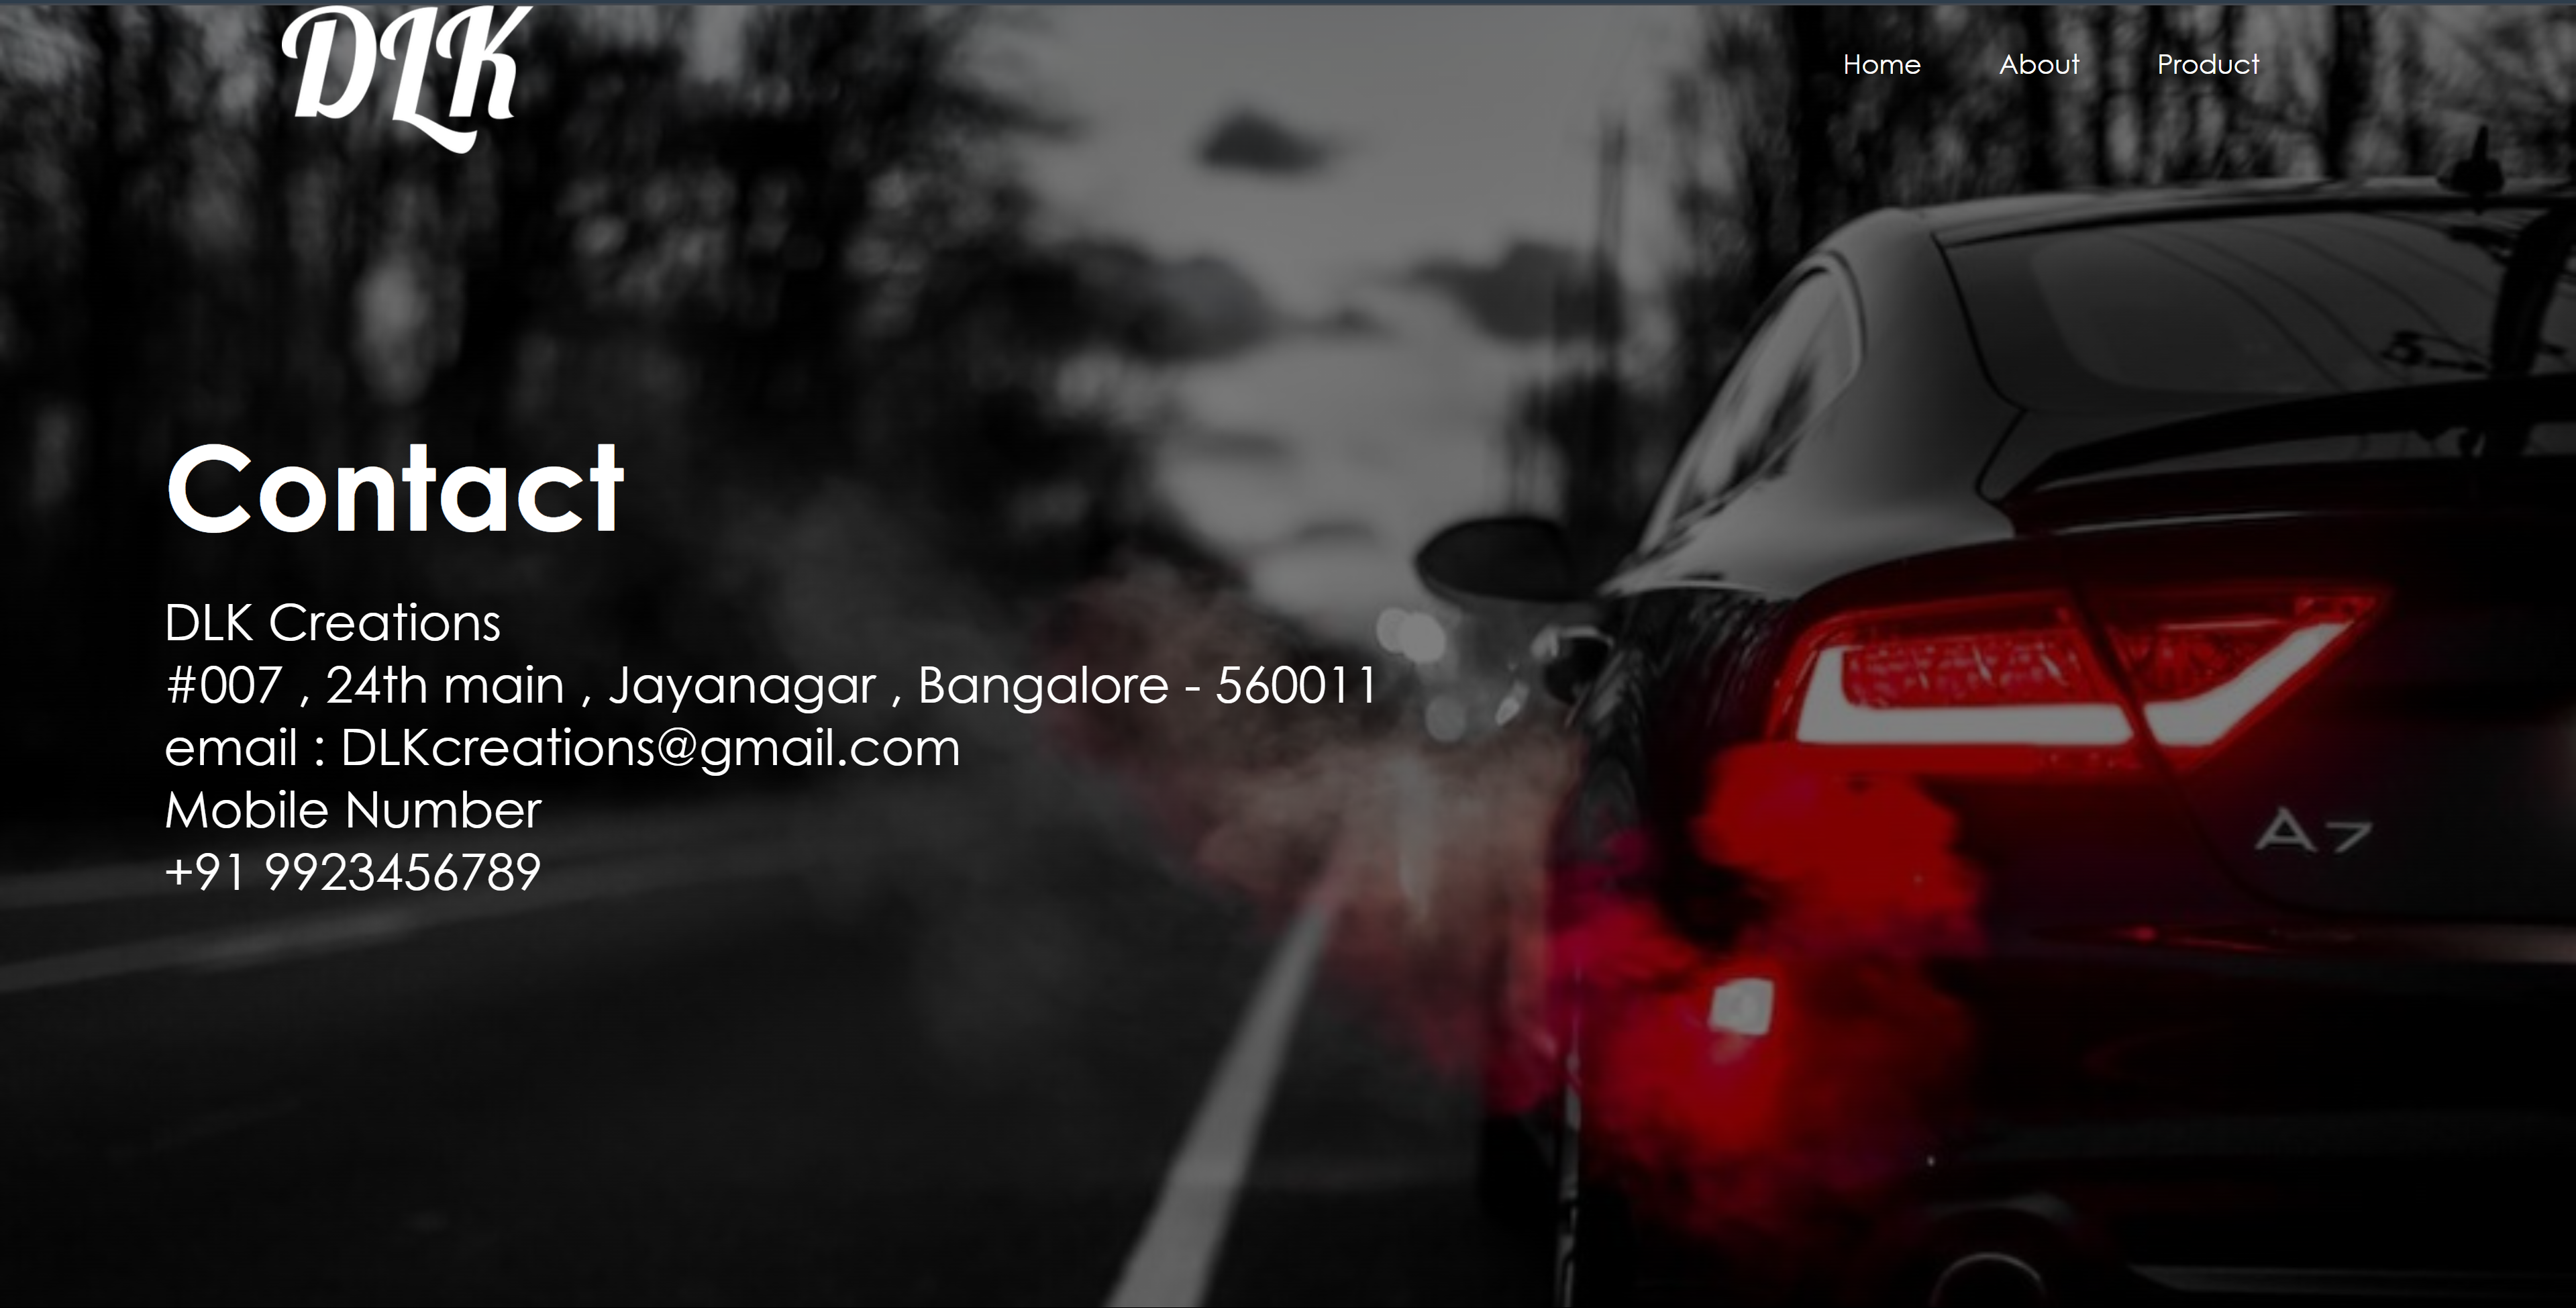 DLK
Home About Product
Contact
DLK Creations
#007 , 24th main , Jayanagar , Bangalore - 560011
email : DLKcreations@gmail.com
Mobile Number
+91 9923456789
A7